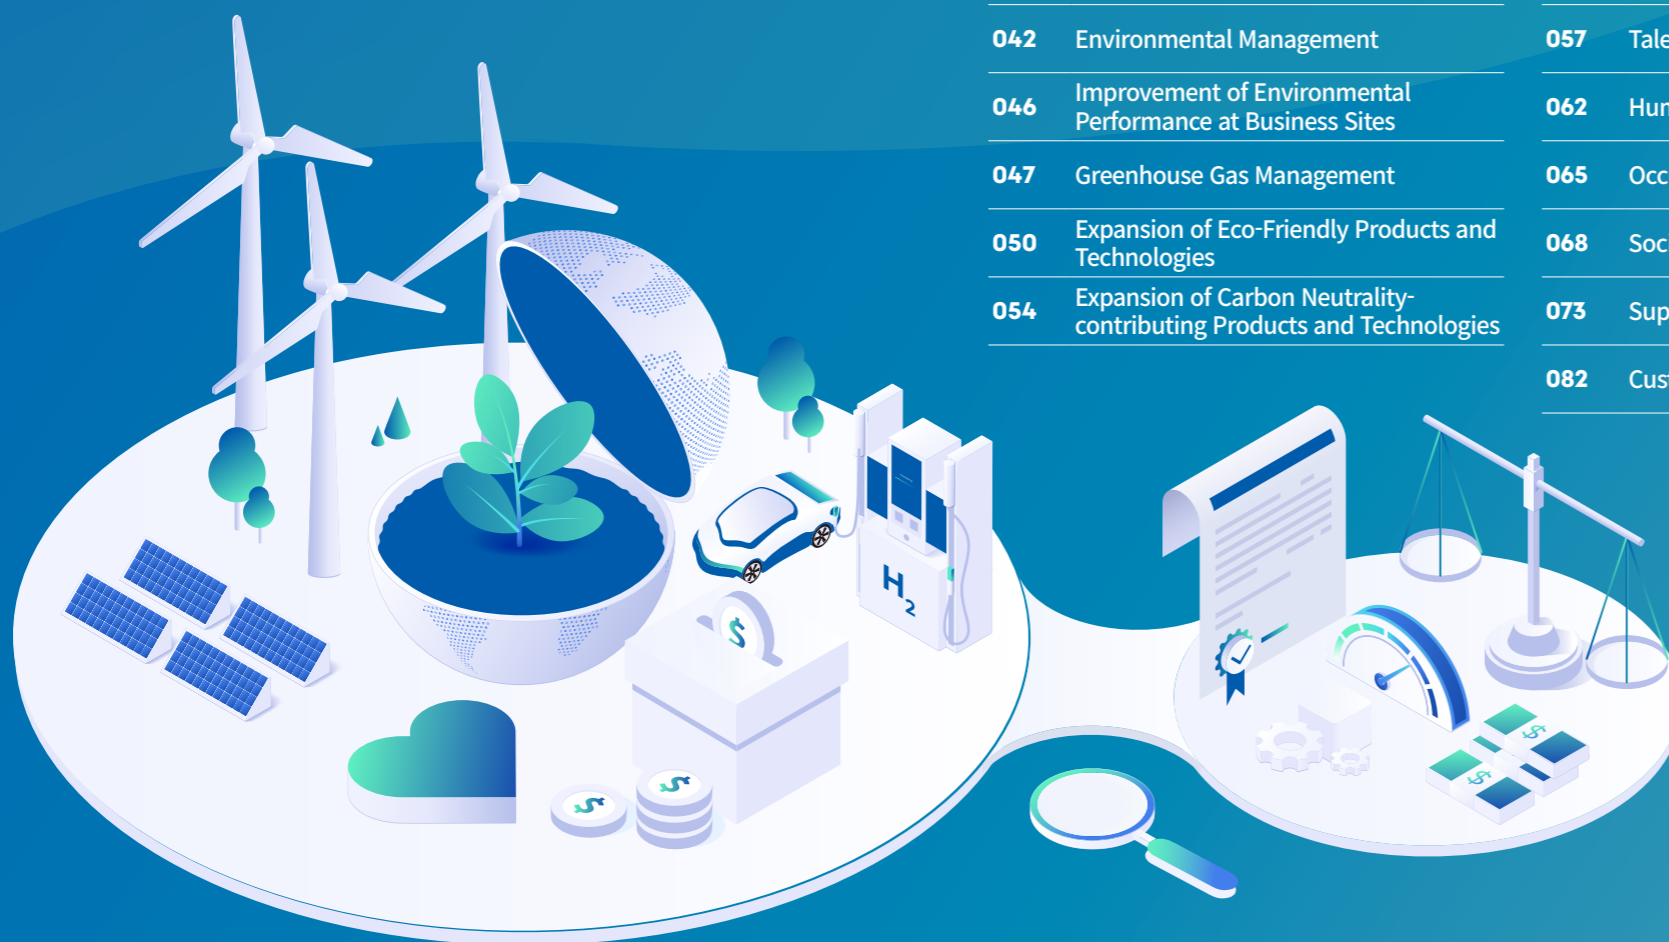 042 Environmental Management
046 Improvement of Environmental
Performance at Business Sites
047 Greenhouse Gas Management
050 Expansion of Eco-Friendly Products and
Technologies
054 Expansion of Carbon Neutrality-
contributing Products and Technologies
057
062
065
068
073
082
H2
$
$
$
$
$